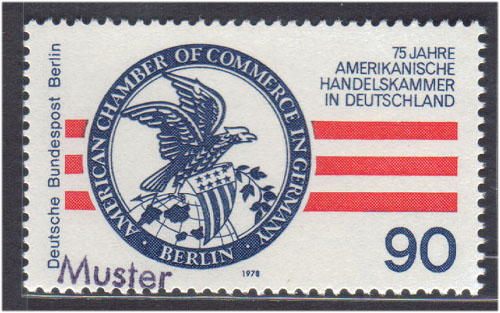 75 JAHRE
AMERIKANISCHE
HANDELSKAMMER
IN DEUTSCHLAND
Deutsche Bundespost Berlin
AMERICAN CHAMBER OF COMMERCE IN GERMANY
· BERLIN ·
90
1978
Muster